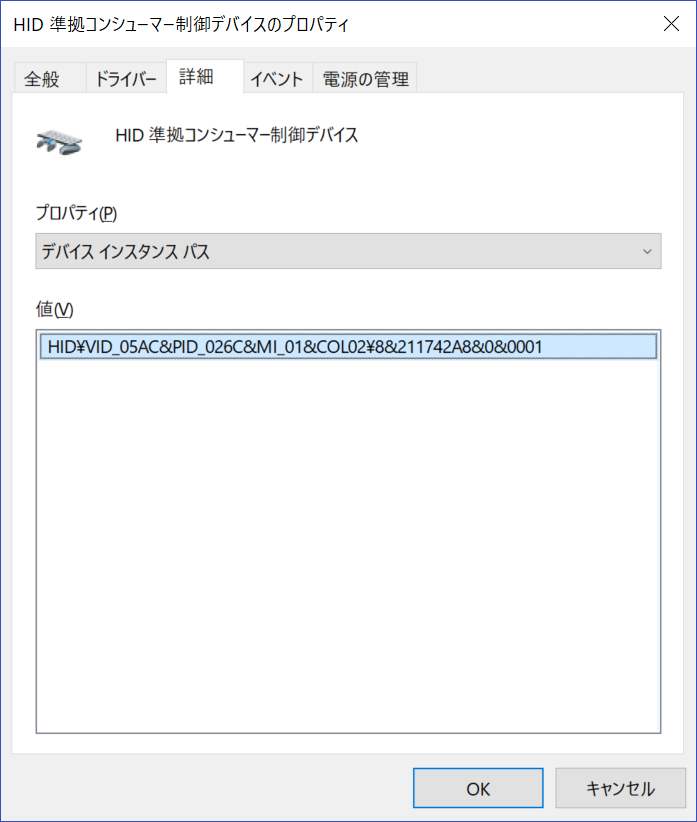 HID 準拠コンシューマー制御デバイスのプロパティ
全般 ドライバー 詳細 イベント 電源の管理
HID 準拠コンシューマー制御デバイス
プロパティ(P)
デバイス インスタンス パス
値(V)
HID¥VID_05AC&PID_026C&MI_01&COL02¥8&211742A8&0&0001
OK キャンセル